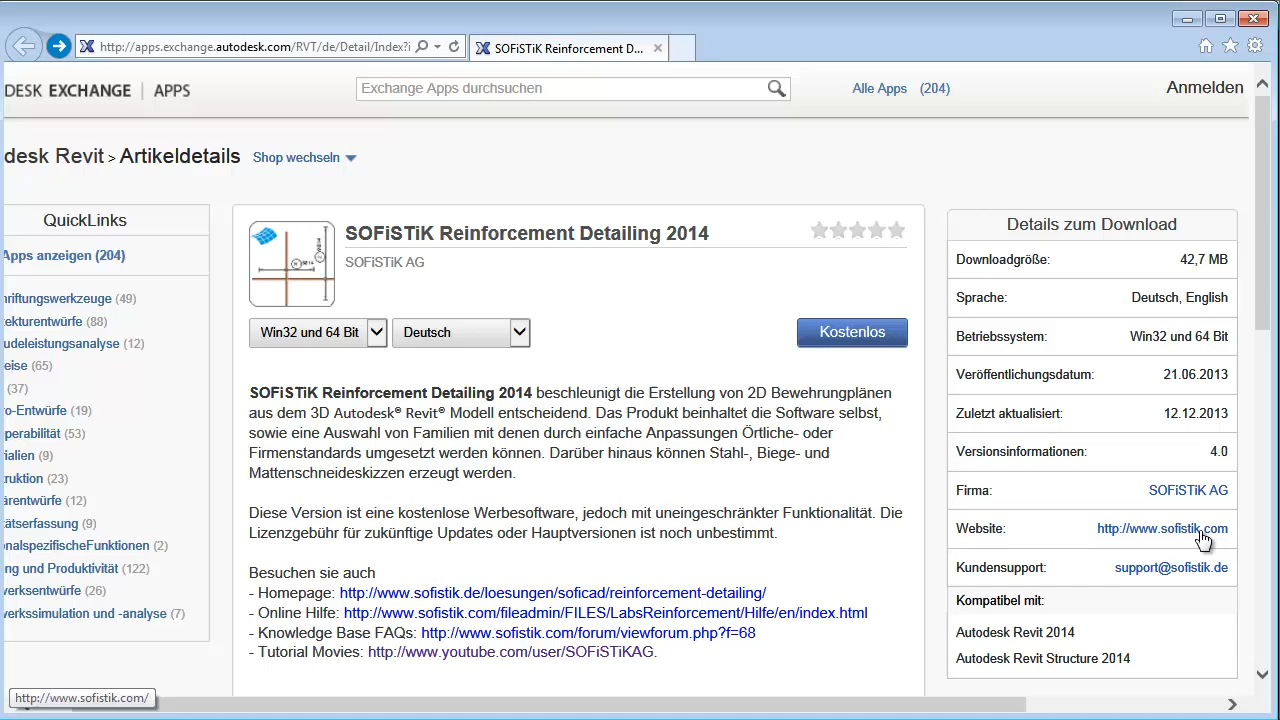 http://apps.exchange.autodesk.com/RVT/de/Detail/Index?i
SOFiSTiK Reinforcement D...
DESK EXCHANGE | APPS
Exchange Apps durchsuchen
Alle Apps (204)
Anmelden
desk Revit > Artikeldetails
Shop wechseln
QuickLinks
Apps anzeigen (204)
hriftungswerkzeuge (49)
tekturentwürfe (88)
udeleistungsanalyse (12)
eise (65)
(37)
ro-Entwürfe (19)
perabilität (53)
rialien (9)
truktion (23)
ärentwürfe (12)
tätserfassung (9)
onalspezifischeFunktionen (2)
ng und Produktivität (122)
werksentwürfe (26)
werkssimulation und -analyse (7)
SOFiSTiK Reinforcement Detailing 2014
SOFiSTiK AG
Win32 und 64 Bit
Deutsch
Kostenlos
SOFiSTiK Reinforcement Detailing 2014 beschleunigt die Erstellung von 2D Bewehrungplänen
aus dem 3D Autodesk® Revit® Modell entscheidend. Das Produkt beinhaltet die Software selbst,
sowie eine Auswahl von Familien mit denen durch einfache Anpassungen Örtliche- oder
Firmenstandards umgesetzt werden können. Darüber hinaus können Stahl-, Biege- und
Mattenschneideskizzen erzeugt werden.
Diese Version ist eine kostenlose Werbesoftware, jedoch mit uneingeschränkter Funktionalität. Die
Lizenzgebühr für zukünftige Updates oder Hauptversionen ist noch unbestimmt.
Besuchen sie auch
- Homepage: http://www.sofistik.de/loesungen/soficad/reinforcement-detailing/
- Online Hilfe: http://www.sofistik.com/fileadmin/FILES/LabsReinforcement/Hilfe/en/index.html
- Knowledge Base FAQs: http://www.sofistik.com/forum/viewforum.php?f=68
- Tutorial Movies: http://www.youtube.com/user/SOFiSTiKAG.
Details zum Download
Downloadgröße: 42,7 MB
Sprache: Deutsch, English
Betriebssystem: Win32 und 64 Bit
Veröffentlichungsdatum: 21.06.2013
Zuletzt aktualisiert: 12.12.2013
Versionsinformationen: 4.0
Firma: SOFiSTiK AG
Website: http://www.sofistik.com
Kundensupport: support@sofistik.de
Kompatibel mit:
Autodesk Revit 2014
Autodesk Revit Structure 2014
http://www.sofistik.com/